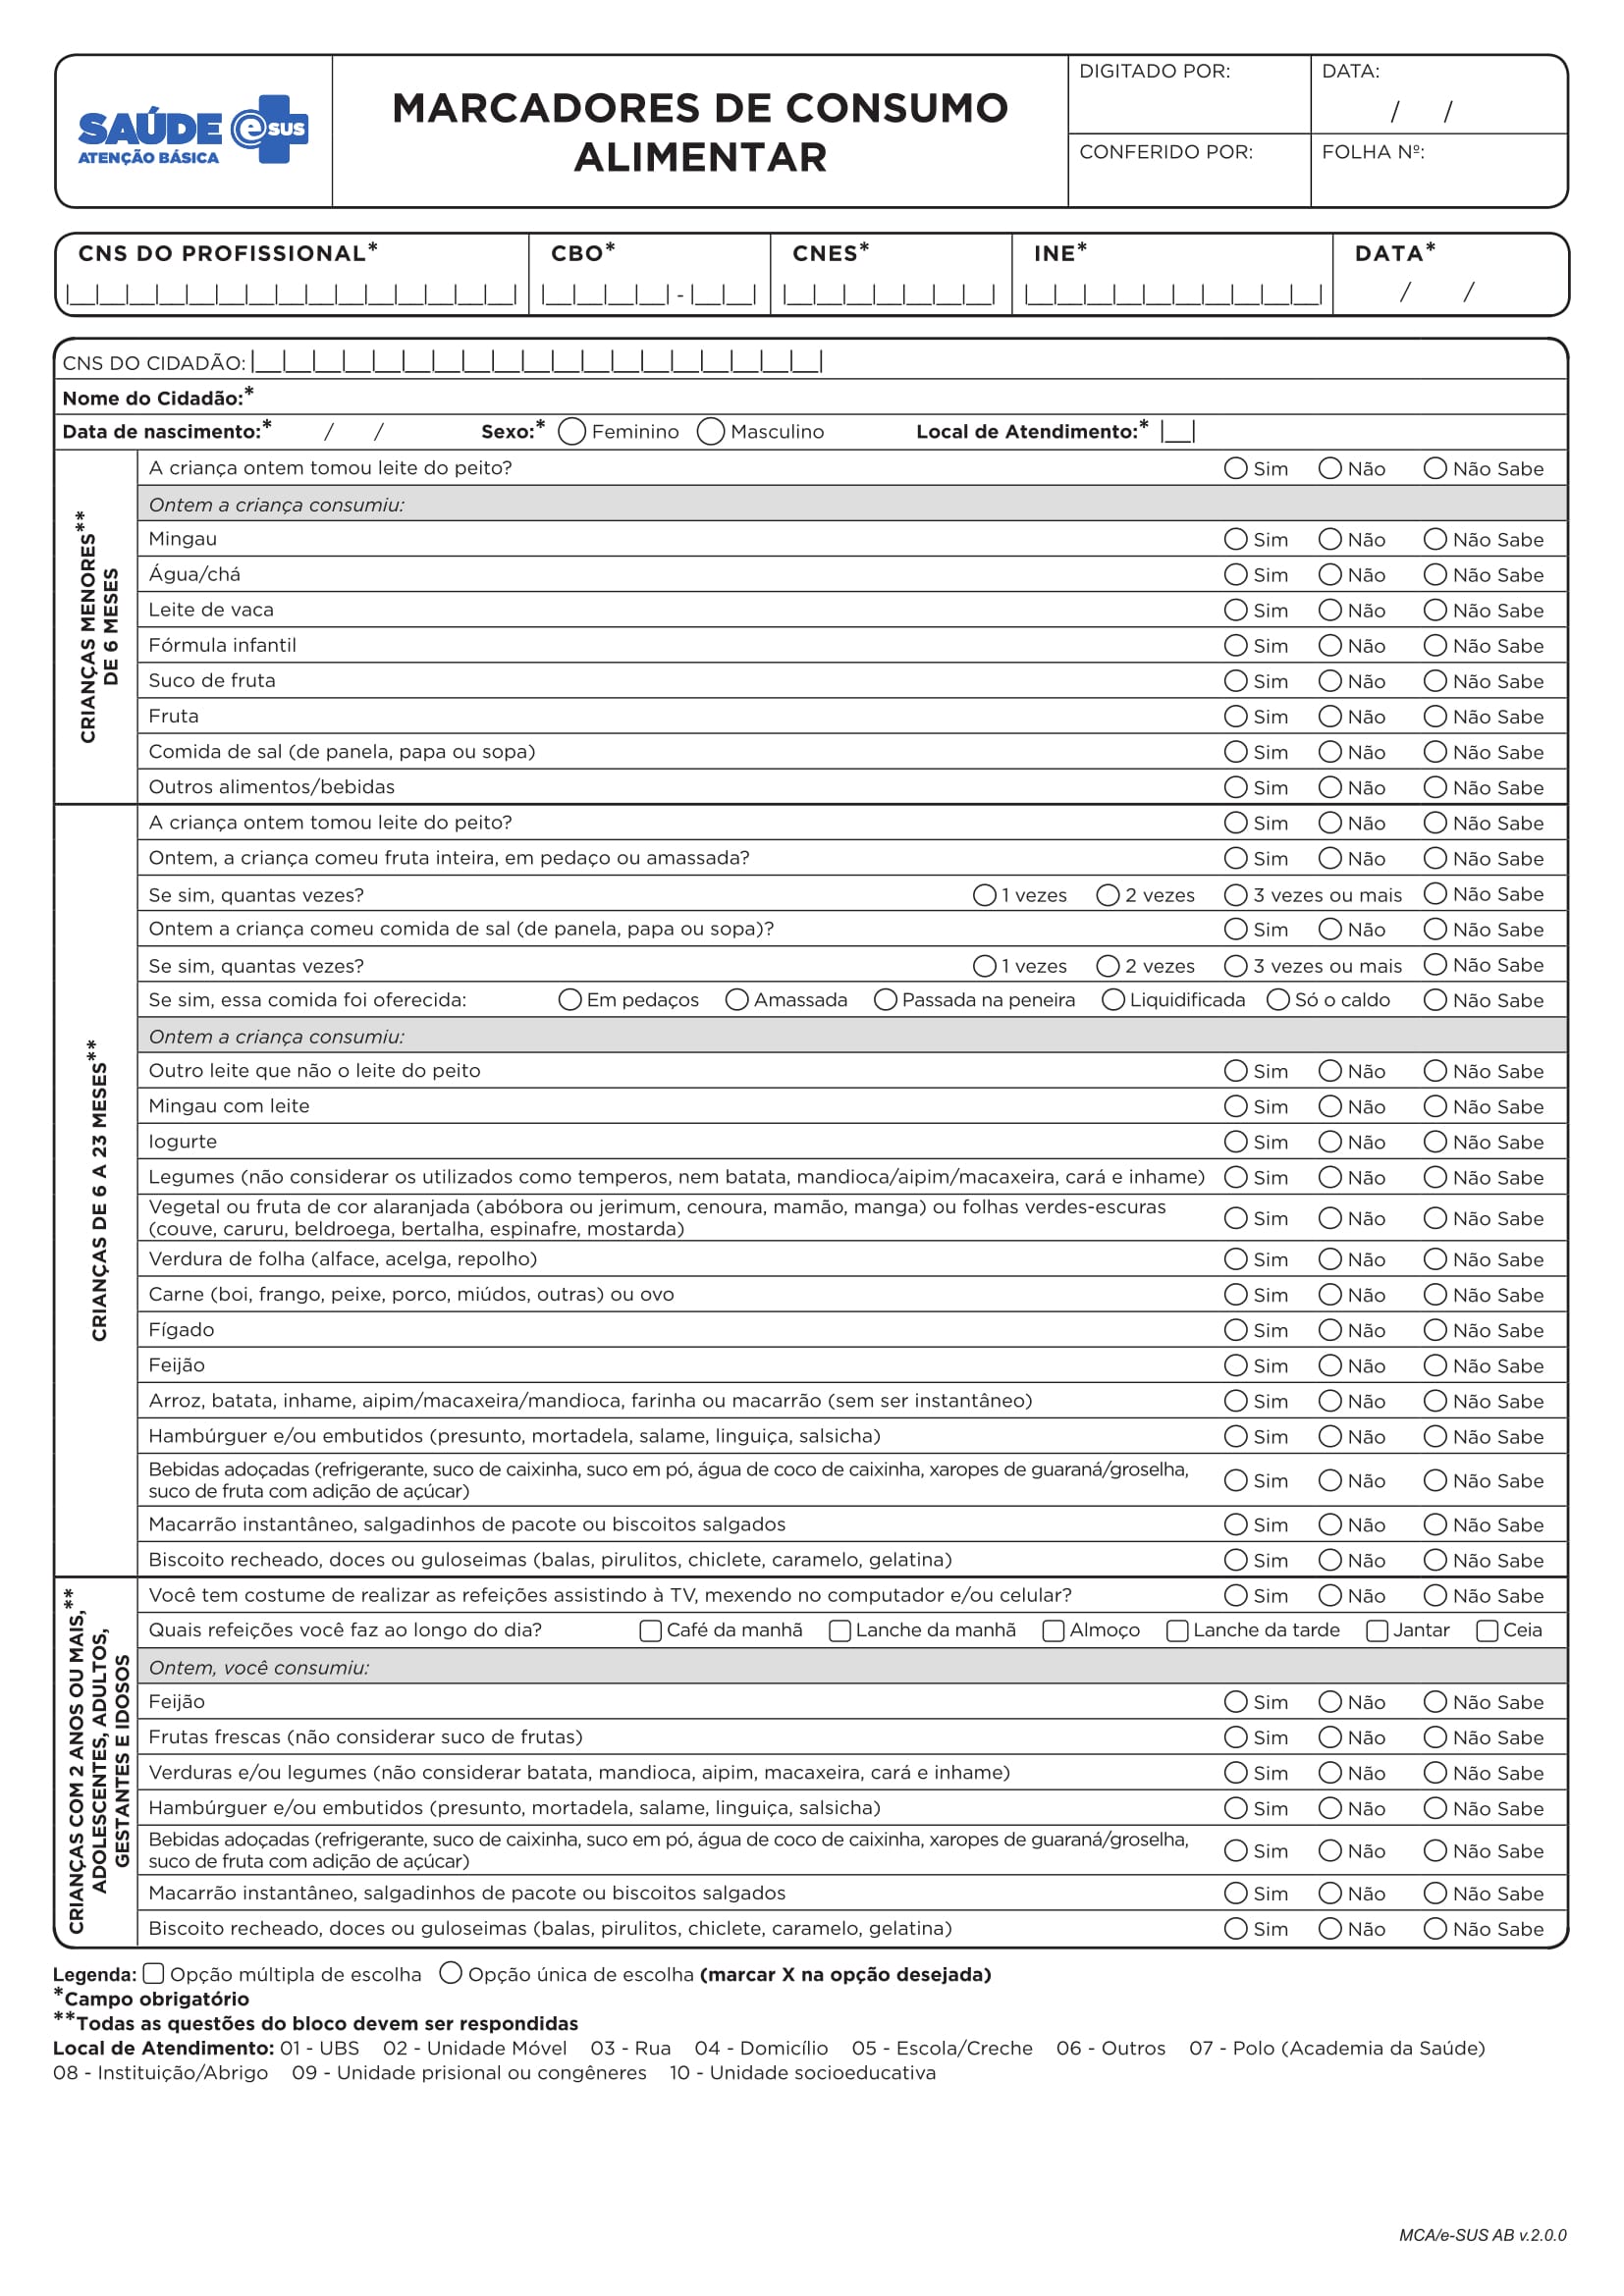 SAÚDE e SUS
ATENÇÃO BÁSICA
MARCADORES DE CONSUMO
ALIMENTAR
DIGITADO POR:
DATA:
/ /
CONFERIDO POR:
FOLHA Nº:
CNS DO PROFISSIONAL* CBO* CNES* INE* DATA*
- / /
CNS DO CIDADÃO:
Nome do Cidadão:*
Data de nascimento:* / / Sexo:* Feminino Masculino Local de Atendimento:*
CRIANÇAS MENORES**
DE 6 MESES
A criança ontem tomou leite do peito? Sim Não Não Sabe
Ontem a criança consumiu:
Mingau Sim Não Não Sabe
Água/chá Sim Não Não Sabe
Leite de vaca Sim Não Não Sabe
Fórmula infantil Sim Não Não Sabe
Suco de fruta Sim Não Não Sabe
Fruta Sim Não Não Sabe
Comida de sal (de panela, papa ou sopa) Sim Não Não Sabe
Outros alimentos/bebidas Sim Não Não Sabe
CRIANÇAS DE 6 A 23 MESES**
A criança ontem tomou leite do peito? Sim Não Não Sabe
Ontem, a criança comeu fruta inteira, em pedaço ou amassada? Sim Não Não Sabe
Se sim, quantas vezes? 1 vezes 2 vezes 3 vezes ou mais Não Sabe
Ontem a criança comeu comida de sal (de panela, papa ou sopa)? Sim Não Não Sabe
Se sim, quantas vezes? 1 vezes 2 vezes 3 vezes ou mais Não Sabe
Se sim, essa comida foi oferecida: Em pedaços Amassada Passada na peneira Liquidificada Só o caldo Não Sabe
Ontem a criança consumiu:
Outro leite que não o leite do peito Sim Não Não Sabe
Mingau com leite Sim Não Não Sabe
Iogurte Sim Não Não Sabe
Legumes (não considerar os utilizados como temperos, nem batata, mandioca/aipim/macaxeira, cará e inhame) Sim Não Não Sabe
Vegetal ou fruta de cor alaranjada (abóbora ou jerimum, cenoura, mamão, manga) ou folhas verdes-escuras
(couve, caruru, beldroega, bertalha, espinafre, mostarda) Sim Não Não Sabe
Verdura de folha (alface, acelga, repolho) Sim Não Não Sabe
Carne (boi, frango, peixe, porco, miúdos, outras) ou ovo Sim Não Não Sabe
Fígado Sim Não Não Sabe
Feijão Sim Não Não Sabe
Arroz, batata, inhame, aipim/macaxeira/mandioca, farinha ou macarrão (sem ser instantâneo) Sim Não Não Sabe
Hambúrguer e/ou embutidos (presunto, mortadela, salame, linguiça, salsicha) Sim Não Não Sabe
Bebidas adoçadas (refrigerante, suco de caixinha, suco em pó, água de coco de caixinha, xaropes de guaraná/groselha,
suco de fruta com adição de açúcar) Sim Não Não Sabe
Macarrão instantâneo, salgadinhos de pacote ou biscoitos salgados Sim Não Não Sabe
Biscoito recheado, doces ou guloseimas (balas, pirulitos, chiclete, caramelo, gelatina) Sim Não Não Sabe
CRIANÇAS COM 2 ANOS OU MAIS,**
ADOLESCENTES, ADULTOS,
GESTANTES E IDOSOS
Você tem costume de realizar as refeições assistindo à TV, mexendo no computador e/ou celular? Sim Não Não Sabe
Quais refeições você faz ao longo do dia? Café da manhã Lanche da manhã Almoço Lanche da tarde Jantar Ceia
Ontem, você consumiu:
Feijão Sim Não Não Sabe
Frutas frescas (não considerar suco de frutas) Sim Não Não Sabe
Verduras e/ou legumes (não considerar batata, mandioca, aipim, macaxeira, cará e inhame) Sim Não Não Sabe
Hambúrguer e/ou embutidos (presunto, mortadela, salame, linguiça, salsicha) Sim Não Não Sabe
Bebidas adoçadas (refrigerante, suco de caixinha, suco em pó, água de coco de caixinha, xaropes de guaraná/groselha,
suco de fruta com adição de açúcar) Sim Não Não Sabe
Macarrão instantâneo, salgadinhos de pacote ou biscoitos salgados Sim Não Não Sabe
Biscoito recheado, doces ou guloseimas (balas, pirulitos, chiclete, caramelo, gelatina) Sim Não Não Sabe
Legenda: Opção múltipla de escolha Opção única de escolha (marcar X na opção desejada)
*Campo obrigatório
**Todas as questões do bloco devem ser respondidas
Local de Atendimento: 01 - UBS 02 - Unidade Móvel 03 - Rua 04 - Domicílio 05 - Escola/Creche 06 - Outros 07 - Polo (Academia da Saúde)
08 - Instituição/Abrigo 09 - Unidade prisional ou congêneres 10 - Unidade socioeducativa
MCA/e-SUS AB v.2.0.0